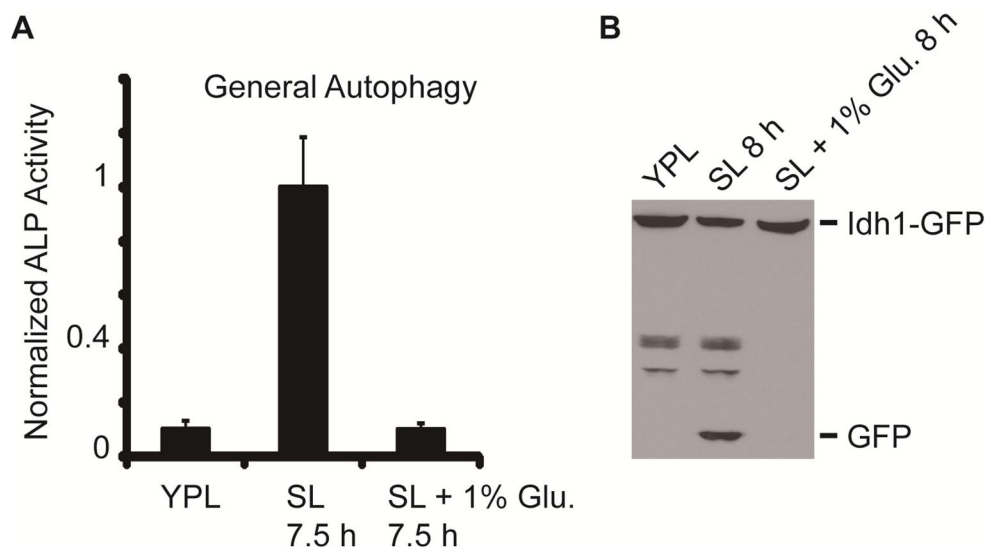 A
General Autophagy
Normalized ALP Activity
1
0.4
0
YPL
SL
7.5 h
SL + 1% Glu.
7.5 h
B
YPL
SL 8 h
SL + 1% Glu. 8 h
Idh1-GFP
GFP